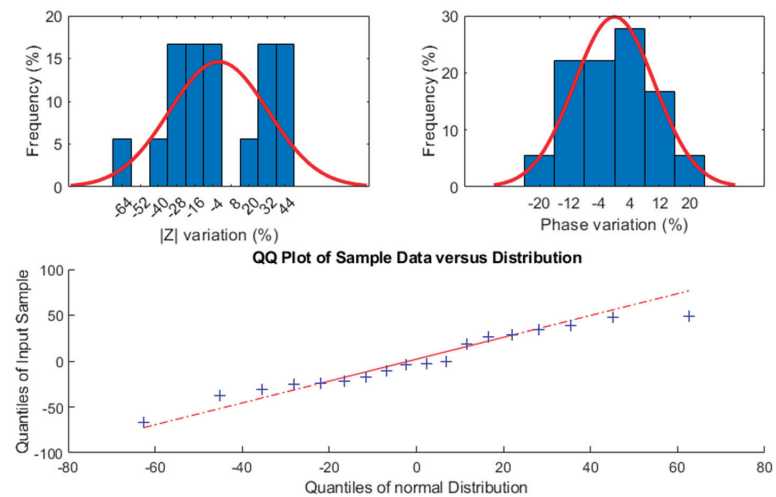 20
15
10
5
0
Frequency (%)
-64 -52 -40 -28 -16 -4 8 20 32 44
|Z| variation (%)
30
20
10
0
Frequency (%)
-20 -12 -4 4 12 20
Phase variation (%)
QQ Plot of Sample Data versus Distribution
100
50
0
-50
-100
Quantiles of Input Sample
-80 -60 -40 -20 0 20 40 60 80
Quantiles of normal Distribution